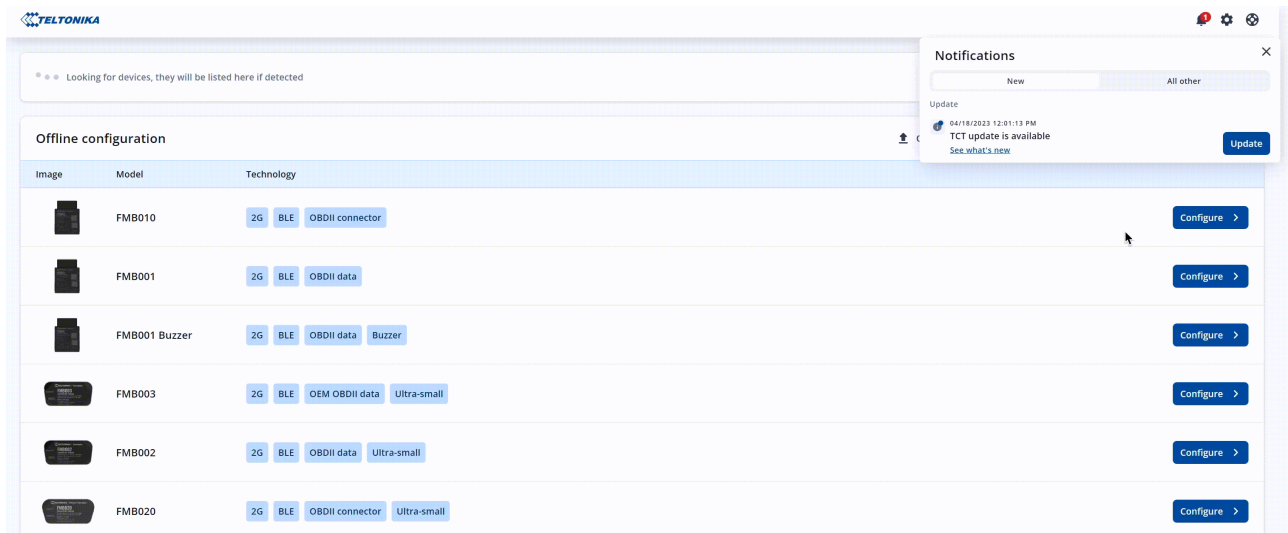 TELTONIKA
1
Looking for devices, they will be listed here if detected
Notifications
New All other
Update
04/18/2023 12:01:13 PM
TCT update is available
See what's new
Update
Offline configuration
Image Model Technology
FMB010 2G BLE OBDII connector Configure
FMB001 2G BLE OBDII data Configure
FMB001 Buzzer 2G BLE OBDII data Buzzer Configure
FMB003 2G BLE OEM OBDII data Ultra-small Configure
FMB002 2G BLE OBDII data Ultra-small Configure
FMB020 2G BLE OBDII connector Ultra-small Configure